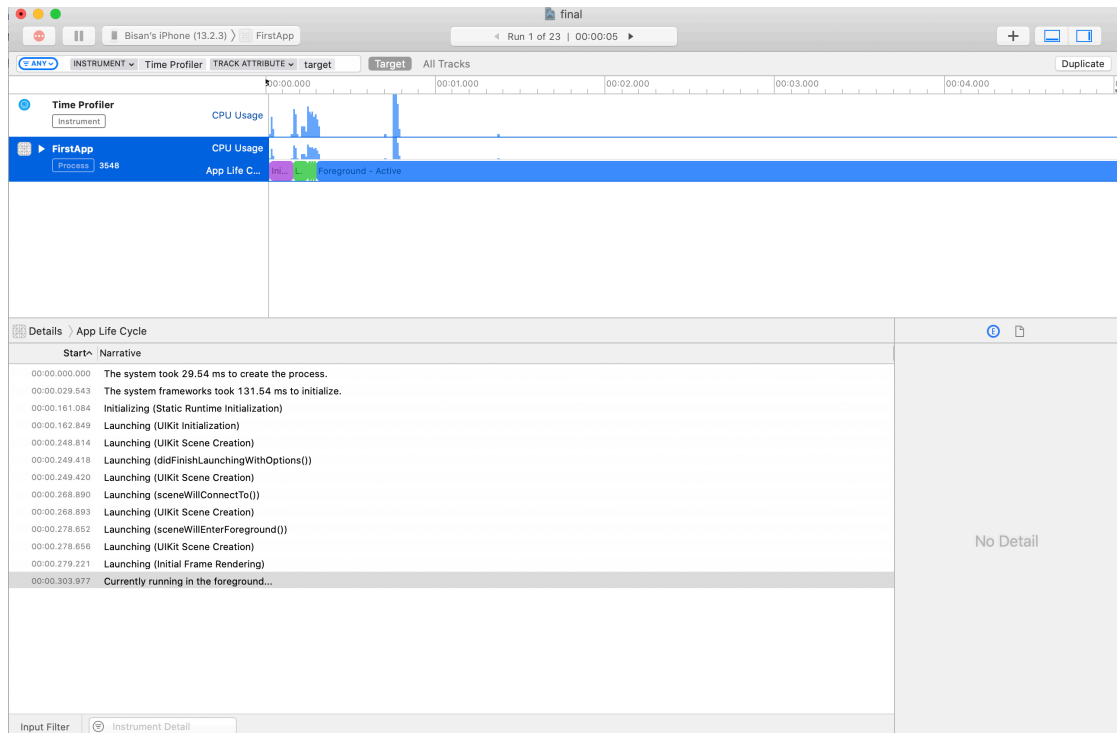 final
Bisan's iPhone (13.2.3) 〉 FirstApp
Run 1 of 23 | 00:00:05
ANY INSTRUMENT Time Profiler TRACK ATTRIBUTE target Target All Tracks Duplicate
00:00.000 00:01.000 00:02.000 00:03.000 00:04.000
Time Profiler
Instrument
CPU Usage
FirstApp
CPU Usage
Process 3548
App Life C...
Ini... L. Foreground - Active
Details 〉 App Life Cycle
Start Narrative
00:00.000.000 The system took 29.54 ms to create the process.
00:00.029.543 The system frameworks took 131.54 ms to initialize.
00:00.161.084 Initializing (Static Runtime Initialization)
00:00.162.849 Launching (UIKit Initialization)
00:00.248.814 Launching (UIKit Scene Creation)
00:00.249.418 Launching (didFinishLaunchingWithOptions())
00:00.249.420 Launching (UIKit Scene Creation)
00:00.268.890 Launching (sceneWillConnectTo())
00:00.268.893 Launching (UIKit Scene Creation)
00:00.278.652 Launching (sceneWillEnterForeground())
00:00.278.656 Launching (UIKit Scene Creation)
00:00.279.221 Launching (Initial Frame Rendering)
00:00.303.977 Currently running in the foreground...
E
No Detail
Input Filter Instrument Detail